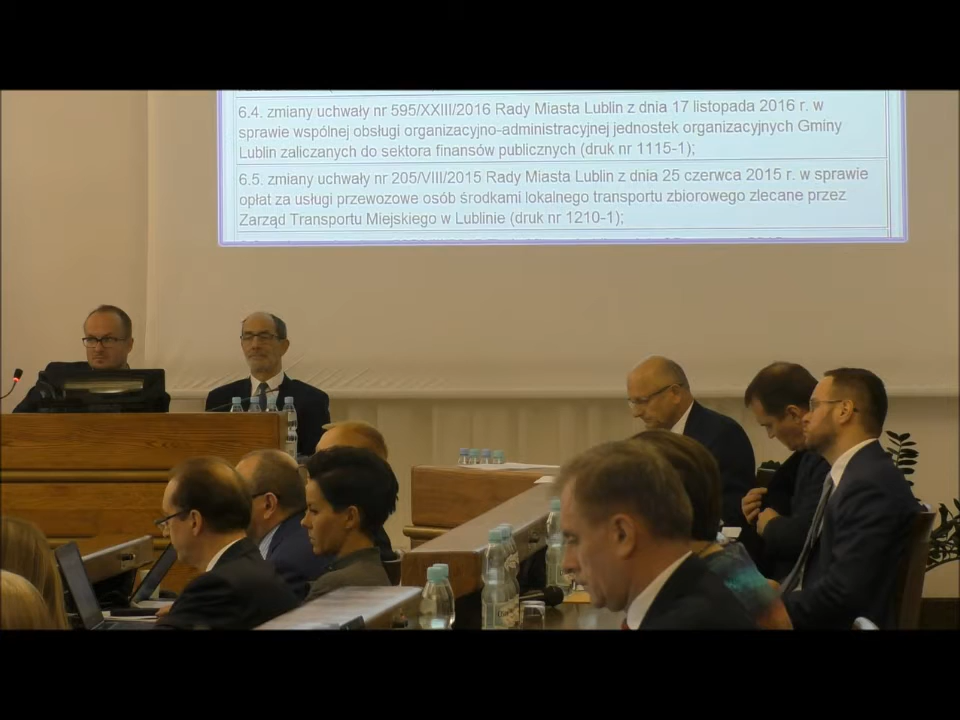 6.4. zmiany uchwały nr 595/XXIII/2016 Rady Miasta Lublin z dnia 17 listopada 2016 r. w
sprawie wspólnej obsługi organizacyjno-administracyjnej jednostek organizacyjnych Gminy
Lublin zaliczanych do sektora finansów publicznych (druk nr 1115-1);
6.5. zmiany uchwały nr 205/VIII/2015 Rady Miasta Lublin z dnia 25 czerwca 2015 r. w sprawie
opłat za usługi przewozowe osób środkami lokalnego transportu zbiorowego zlecane przez
Zarząd Transportu Miejskiego w Lublinie (druk nr 1210-1);